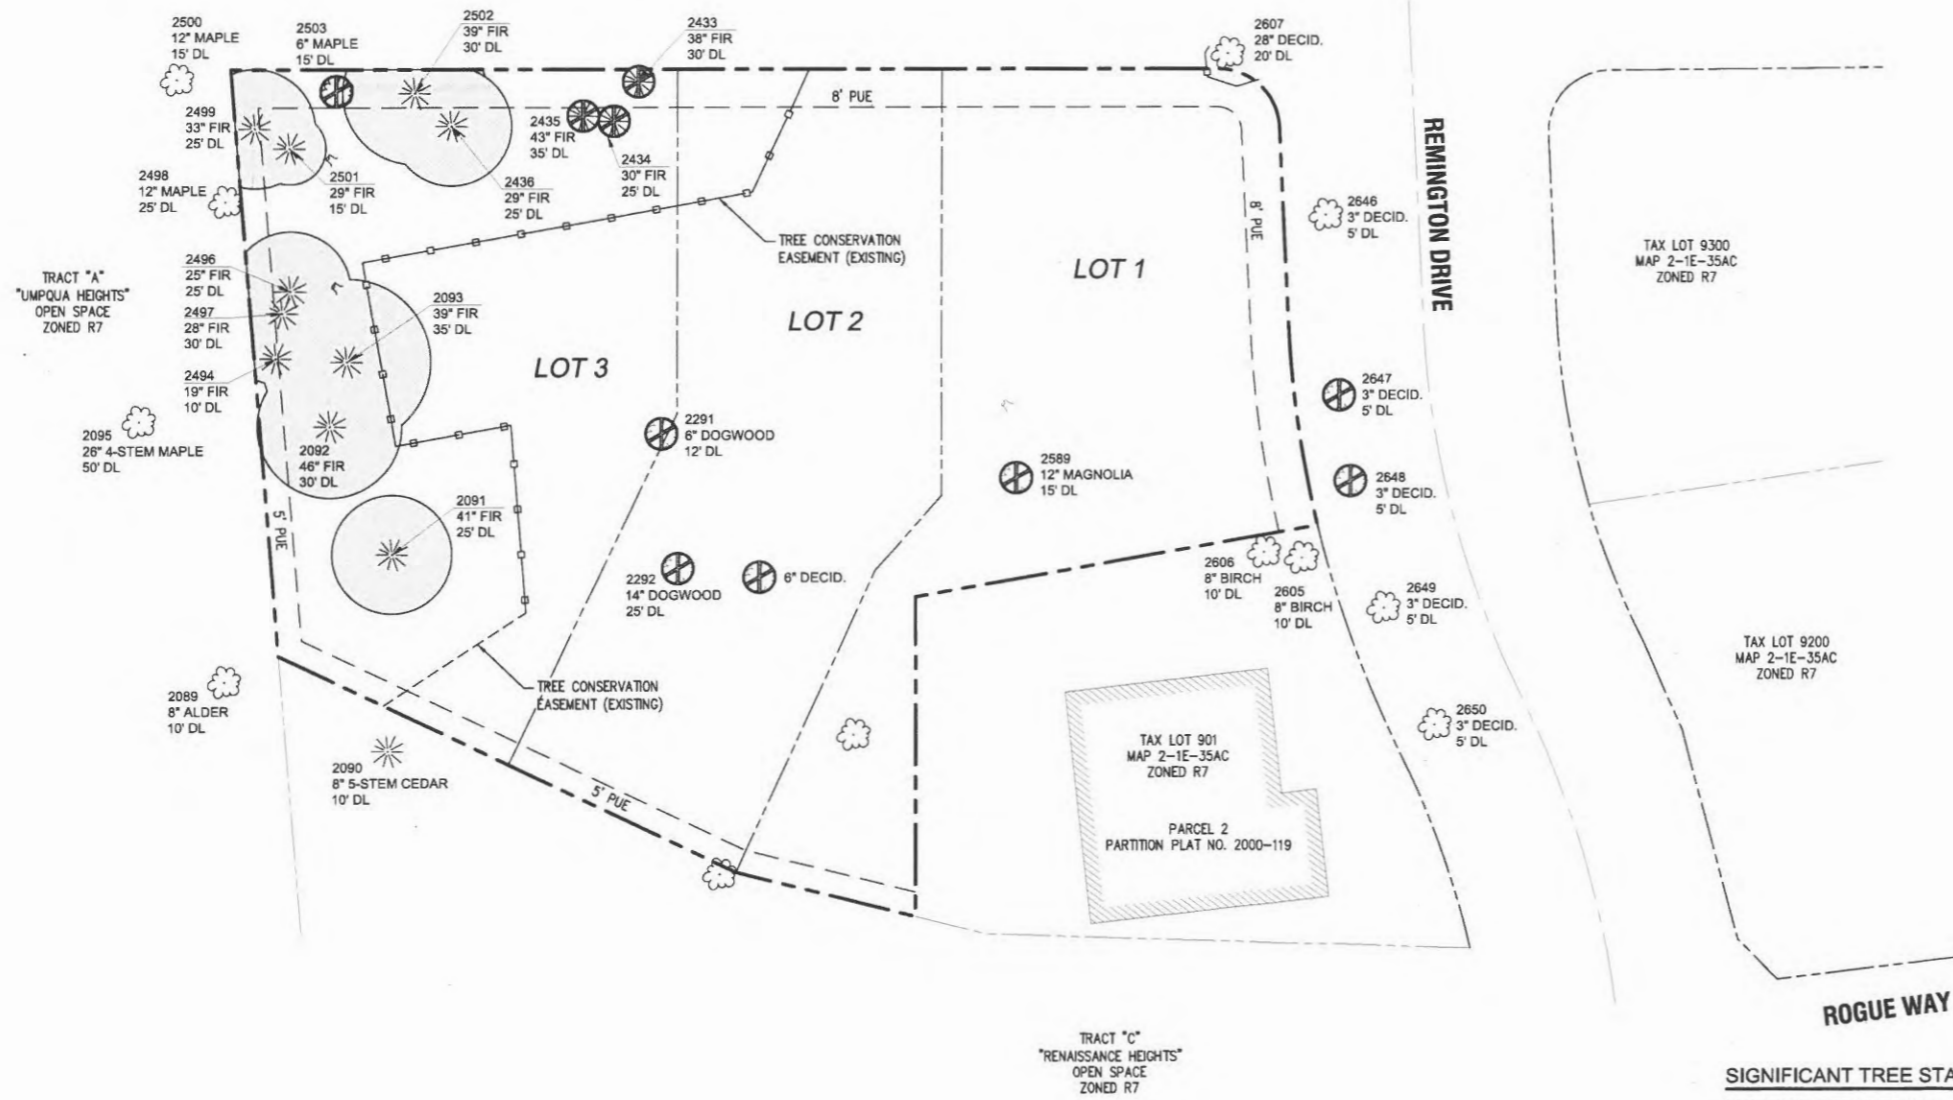 2500
12" MAPLE
15' DL
2503
6" MAPLE
15' DL
2502
39" FIR
30' DL
2433
38" FIR
30' DL
2607
28" DECID.
20' DL
8' PUE
2499
33" FIR
25' DL
2435
43" FIR
35' DL
2434
30" FIR
25' DL
2498
12" MAPLE
25' DL
2501
29" FIR
15' DL
2436
29" FIR
25' DL
8' PUE
2646
3" DECID.
5' DL
REMINGTON DRIVE
TREE CONSERVATION
EASEMENT (EXISTING)
LOT 1
TAX LOT 9300
MAP 2-1E-35AC
ZONED R7
TRACT "A"
"UMPQUA HEIGHTS"
OPEN SPACE
ZONED R7
2496
25" FIR
25' DL
2497
28" FIR
30' DL
2494
19" FIR
10' DL
2093
39" FIR
35' DL
LOT 2
LOT 3
2647
3" DECID.
5' DL
2095
26" 4-STEM MAPLE
50' DL
2092
46" FIR
30' DL
2291
6" DOGWOOD
12' DL
2589
12" MAGNOLIA
15' DL
2648
3" DECID.
5' DL
5' PUE
2091
41" FIR
25' DL
2292
14" DOGWOOD
25' DL
6" DECID.
2606
8" BIRCH
10' DL
2605
8" BIRCH
10' DL
2649
3" DECID.
5' DL
TAX LOT 9200
MAP 2-1E-35AC
ZONED R7
2089
8" ALDER
10' DL
TREE CONSERVATION
EASEMENT (EXISTING)
2650
3" DECID.
5' DL
2090
8" 5-STEM CEDAR
10' DL
5' PUE
TAX LOT 901
MAP 2-1E-35AC
ZONED R7
PARCEL 2
PARTITION PLAT NO. 2000-119
ROGUE WAY
TRACT "C"
"RENAISSANCE HEIGHTS"
OPEN SPACE
ZONED R7
SIGNIFICANT TREE STA